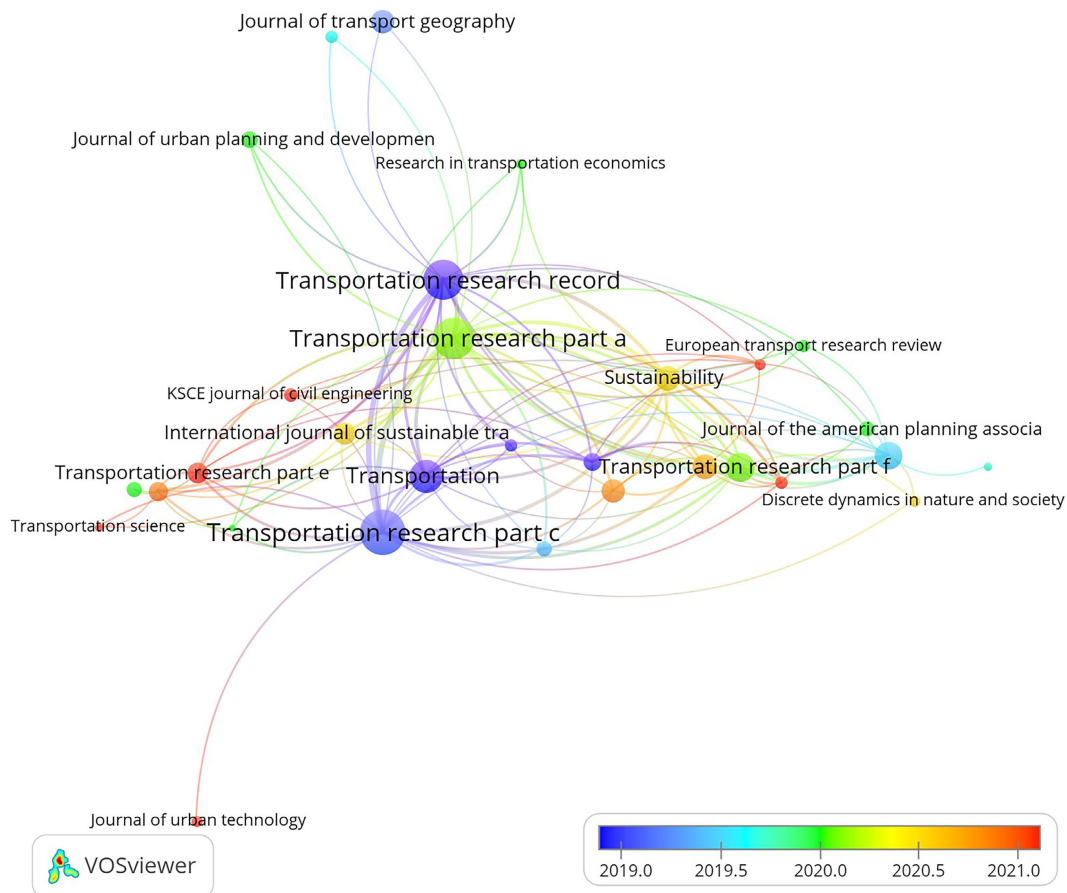 Journal of transport geography
Journal of urban planning and developmen
Research in transportation economics
Transportation research record
Transportation research part a
European transport research review
Sustainability
KSCE journal of civil engineering
Journal of the american planning associa
International journal of sustainable tra
Transportation research part f
Transportation research part e
Transportation
Discrete dynamics in nature and society
Transportation science
Transportation research part c
Journal of urban technology
VOSviewer
2019.0 2019.5 2020.0 2020.5 2021.0